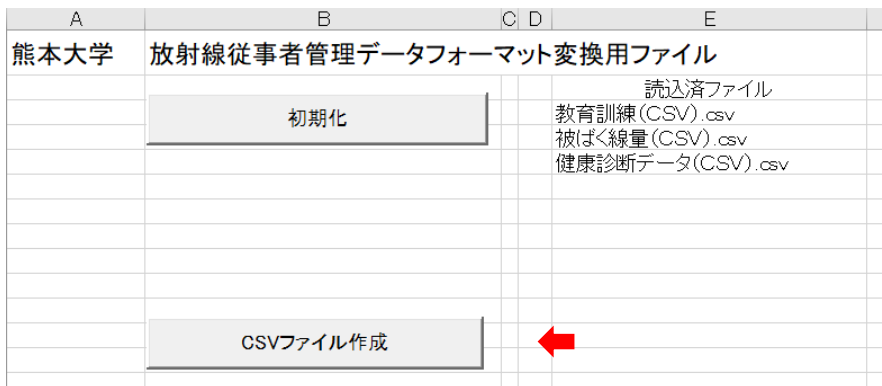 A B C D E
熊本大学 放射線従事者管理データフォーマット変換用ファイル
読込済ファイル
初期化
教育訓練(CSV).csv
被ばく線量(CSV).csv
健康診断データ(CSV).csv
CSVファイル作成